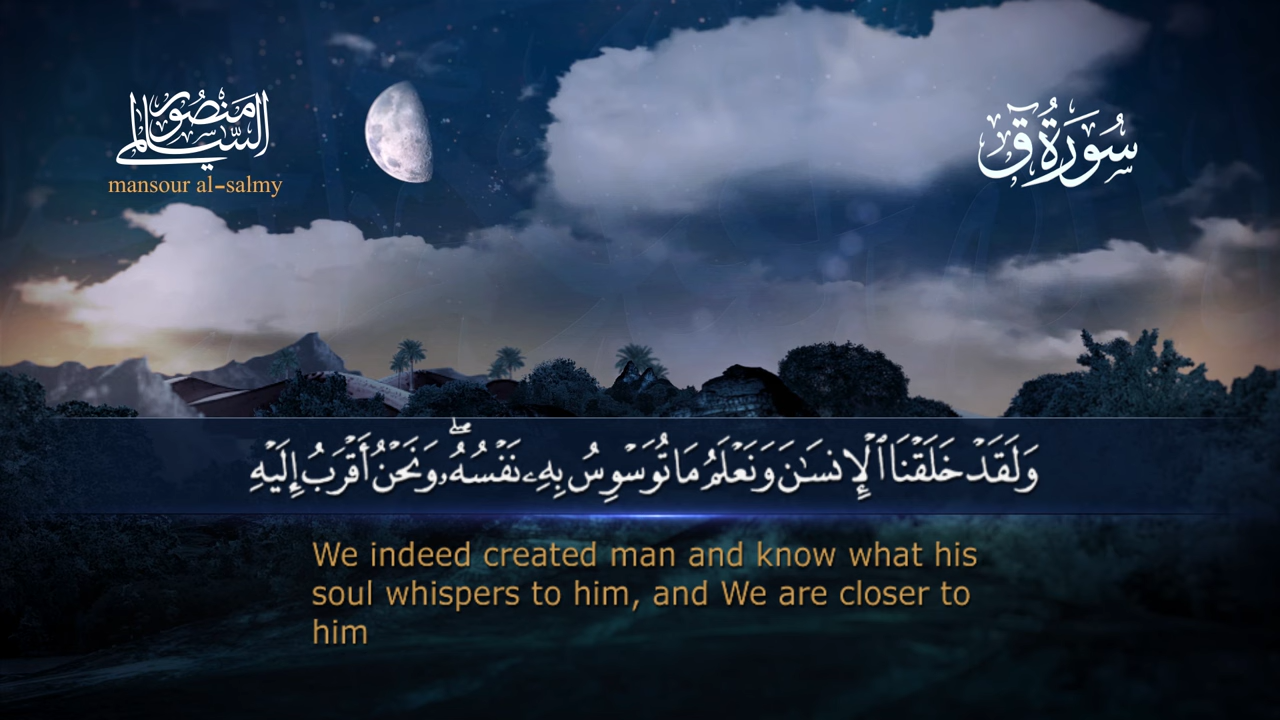 منصور السالمي
mansour al-salmy
سُورَةُ قٓ
وَلَقَدْ خَلَقْنَا ٱلْإِنسَـٰنَ وَنَعْلَمُ مَا تُوَسْوِسُ بِهِۦ نَفْسُهُۥ ۖ وَنَحْنُ أَقْرَبُ إِلَيْهِ
We indeed created man and know what his
soul whispers to him, and We are closer to
him